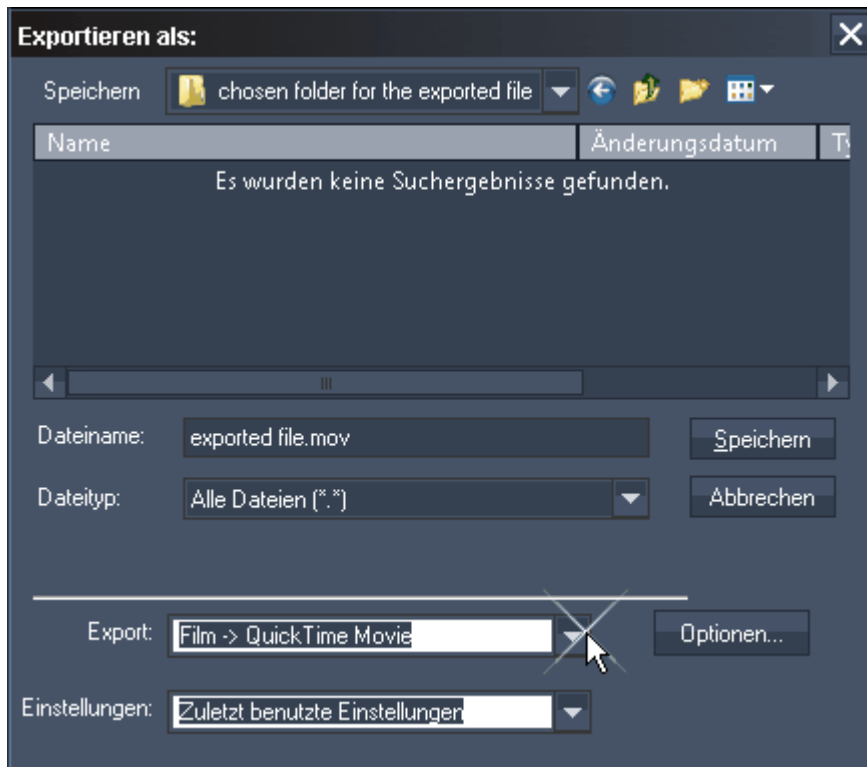 Exportieren als:
Speichern chosen folder for the exported file
Name Änderungsdatum
Es wurden keine Suchergebnisse gefunden.
Dateiname: exported file.mov Speichern
Dateityp: Alle Dateien (*.*) Abbrechen
Export: Film -> QuickTime Movie Optionen...
Einstellungen: Zuletzt benutzte Einstellungen